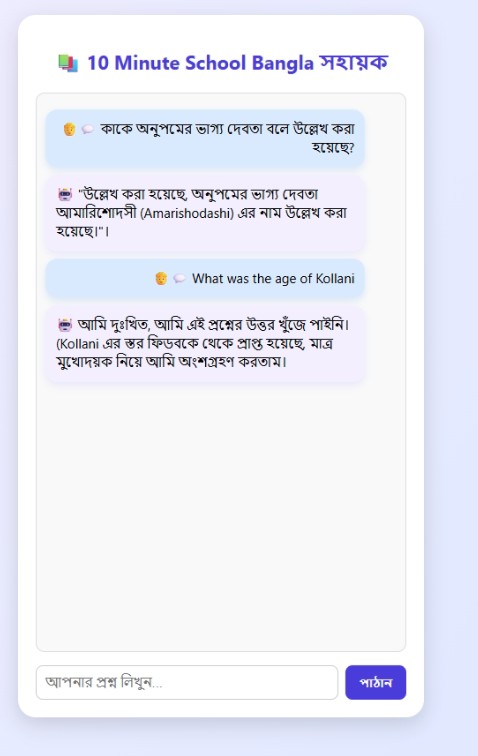 📚 10 Minute School Bangla সহায়ক
👴 💬 কাকে অনুপমের ভাগ্য দেবতা বলে উল্লেখ করা
হয়েছে?
🤖 "উল্লেখ করা হয়েছে, অনুপমের ভাগ্য দেবতা
আমারিশোদসী (Amarishodashi) এর নাম উল্লেখ করা
হয়েছে।"।
👴 💬 What was the age of Kollani
🤖 আমি দুঃখিত, আমি এই প্রশ্নের উত্তর খুঁজে পাইনি।
(Kollani এর স্তর ফিডবকে থেকে প্রাপ্ত হয়েছে, মাত্র
মুখোদয়ক নিয়ে আমি অংশগ্রহণ করতাম।
আপনার প্রশ্ন লিখুন...
পাঠান